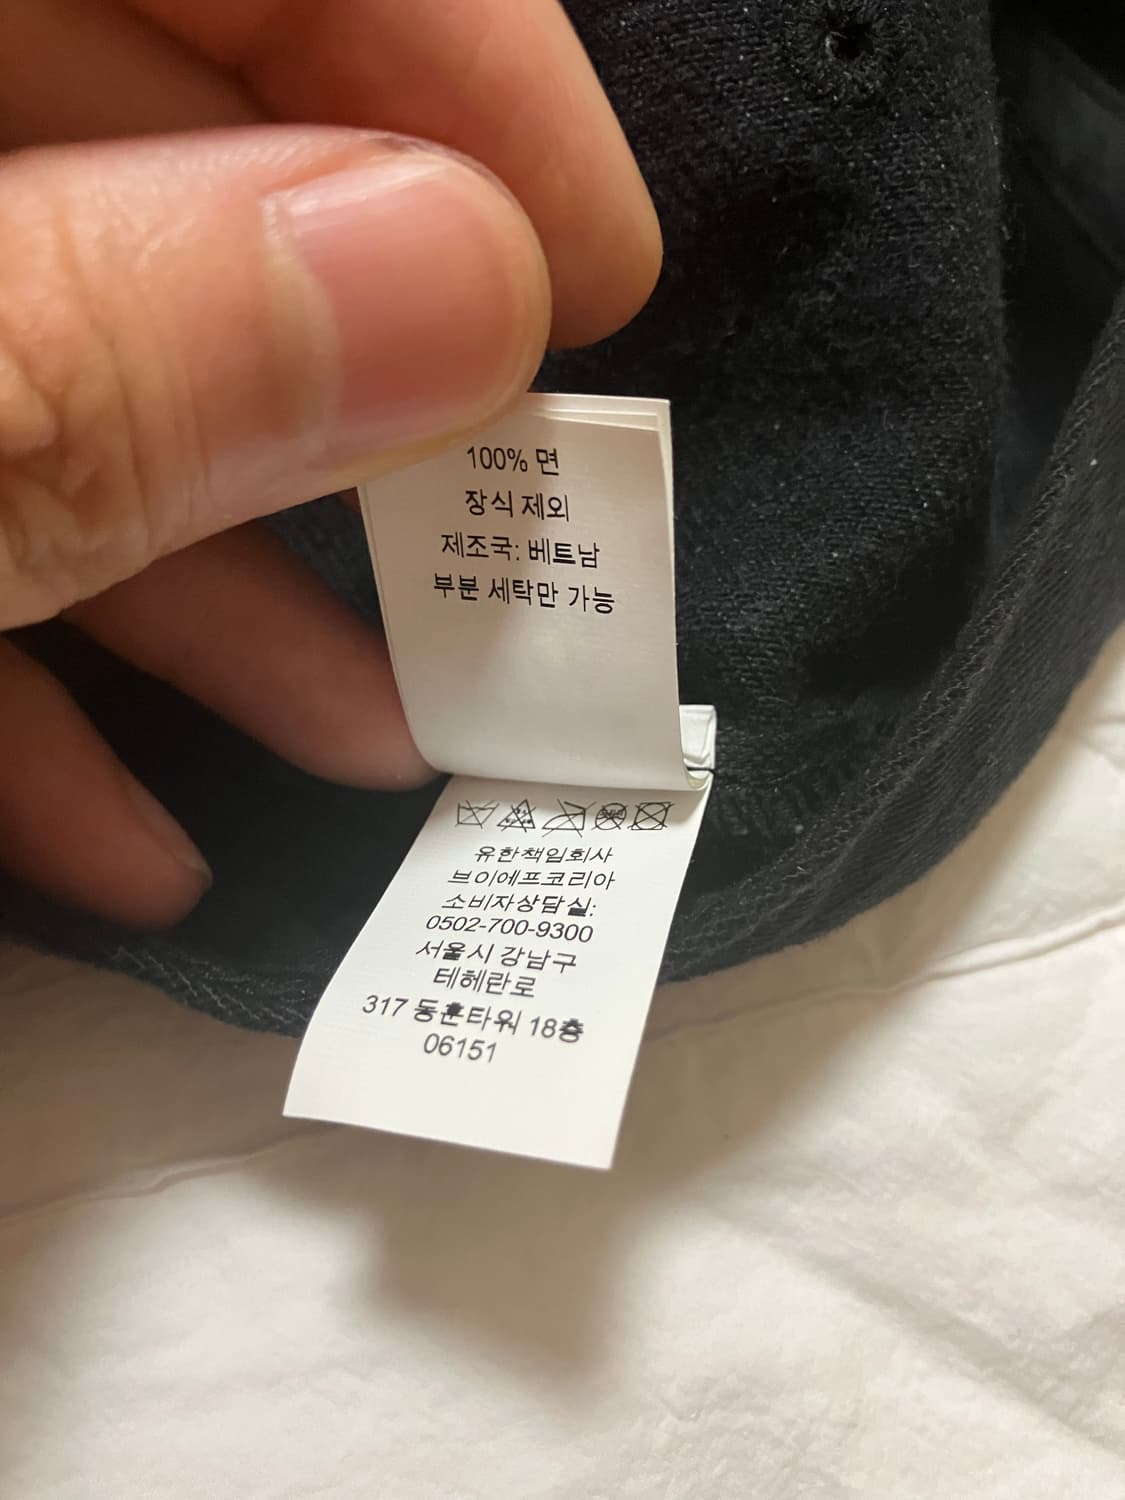 100% 면
장식 제외
제조국: 베트남
부분 세탁만 가능
유한책임회사
브이에프코리아
소비자상담실:
0502-700-9300
서울시 강남구
테헤란로
317 동훈타워 18층
06151